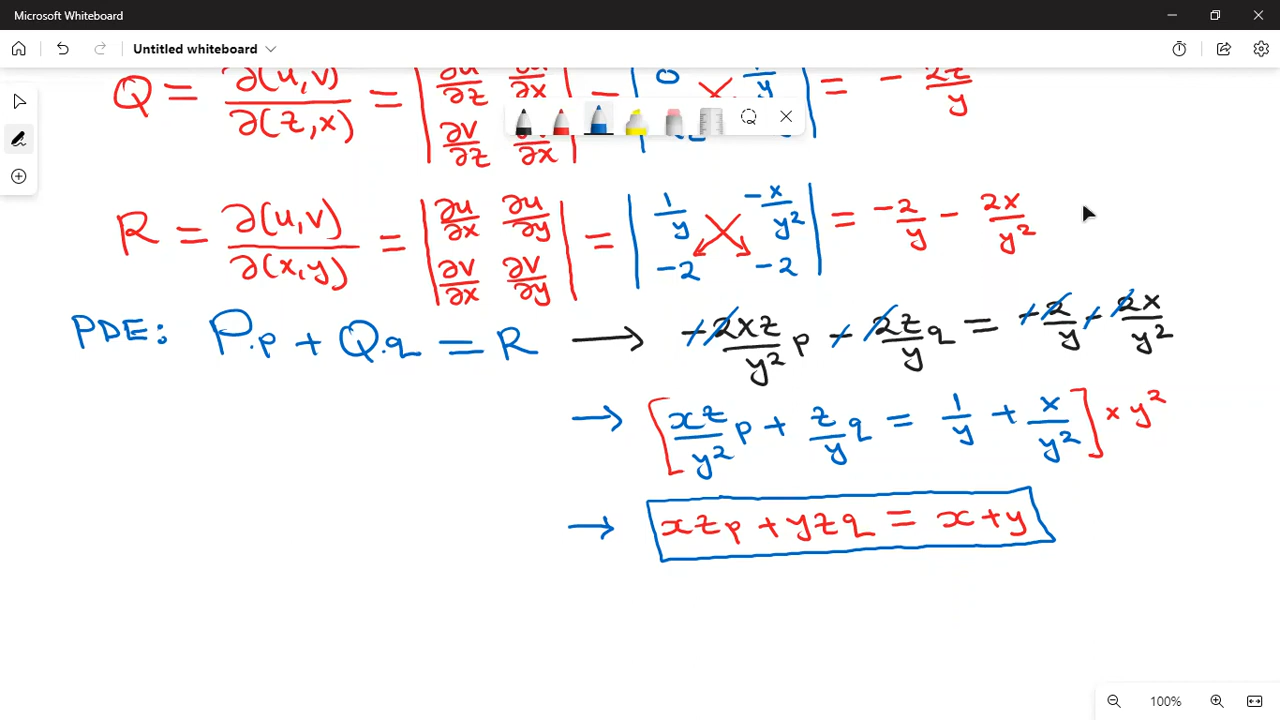 Microsoft Whiteboard
Untitled whiteboard
Q = ∂(u,v)/∂(z,x) = | ∂u/∂z ∂u/∂x ; ∂v/∂z ∂v/∂x | = | 0 1/y ; | = - 2z/y
R = ∂(u,v)/∂(x,y) = | ∂u/∂x ∂u/∂y ; ∂v/∂x ∂v/∂y | = | 1/y -x/y² ; -2 -2 | = -2/y - 2x/y²
PDE: P.p + Q.q = R → -2xz/y² p - 2z/y q = -2/y - 2x/y²
→ [xz/y² p + z/y q = 1/y + x/y²] × y²
→ xzp + yzq = x+y
100%